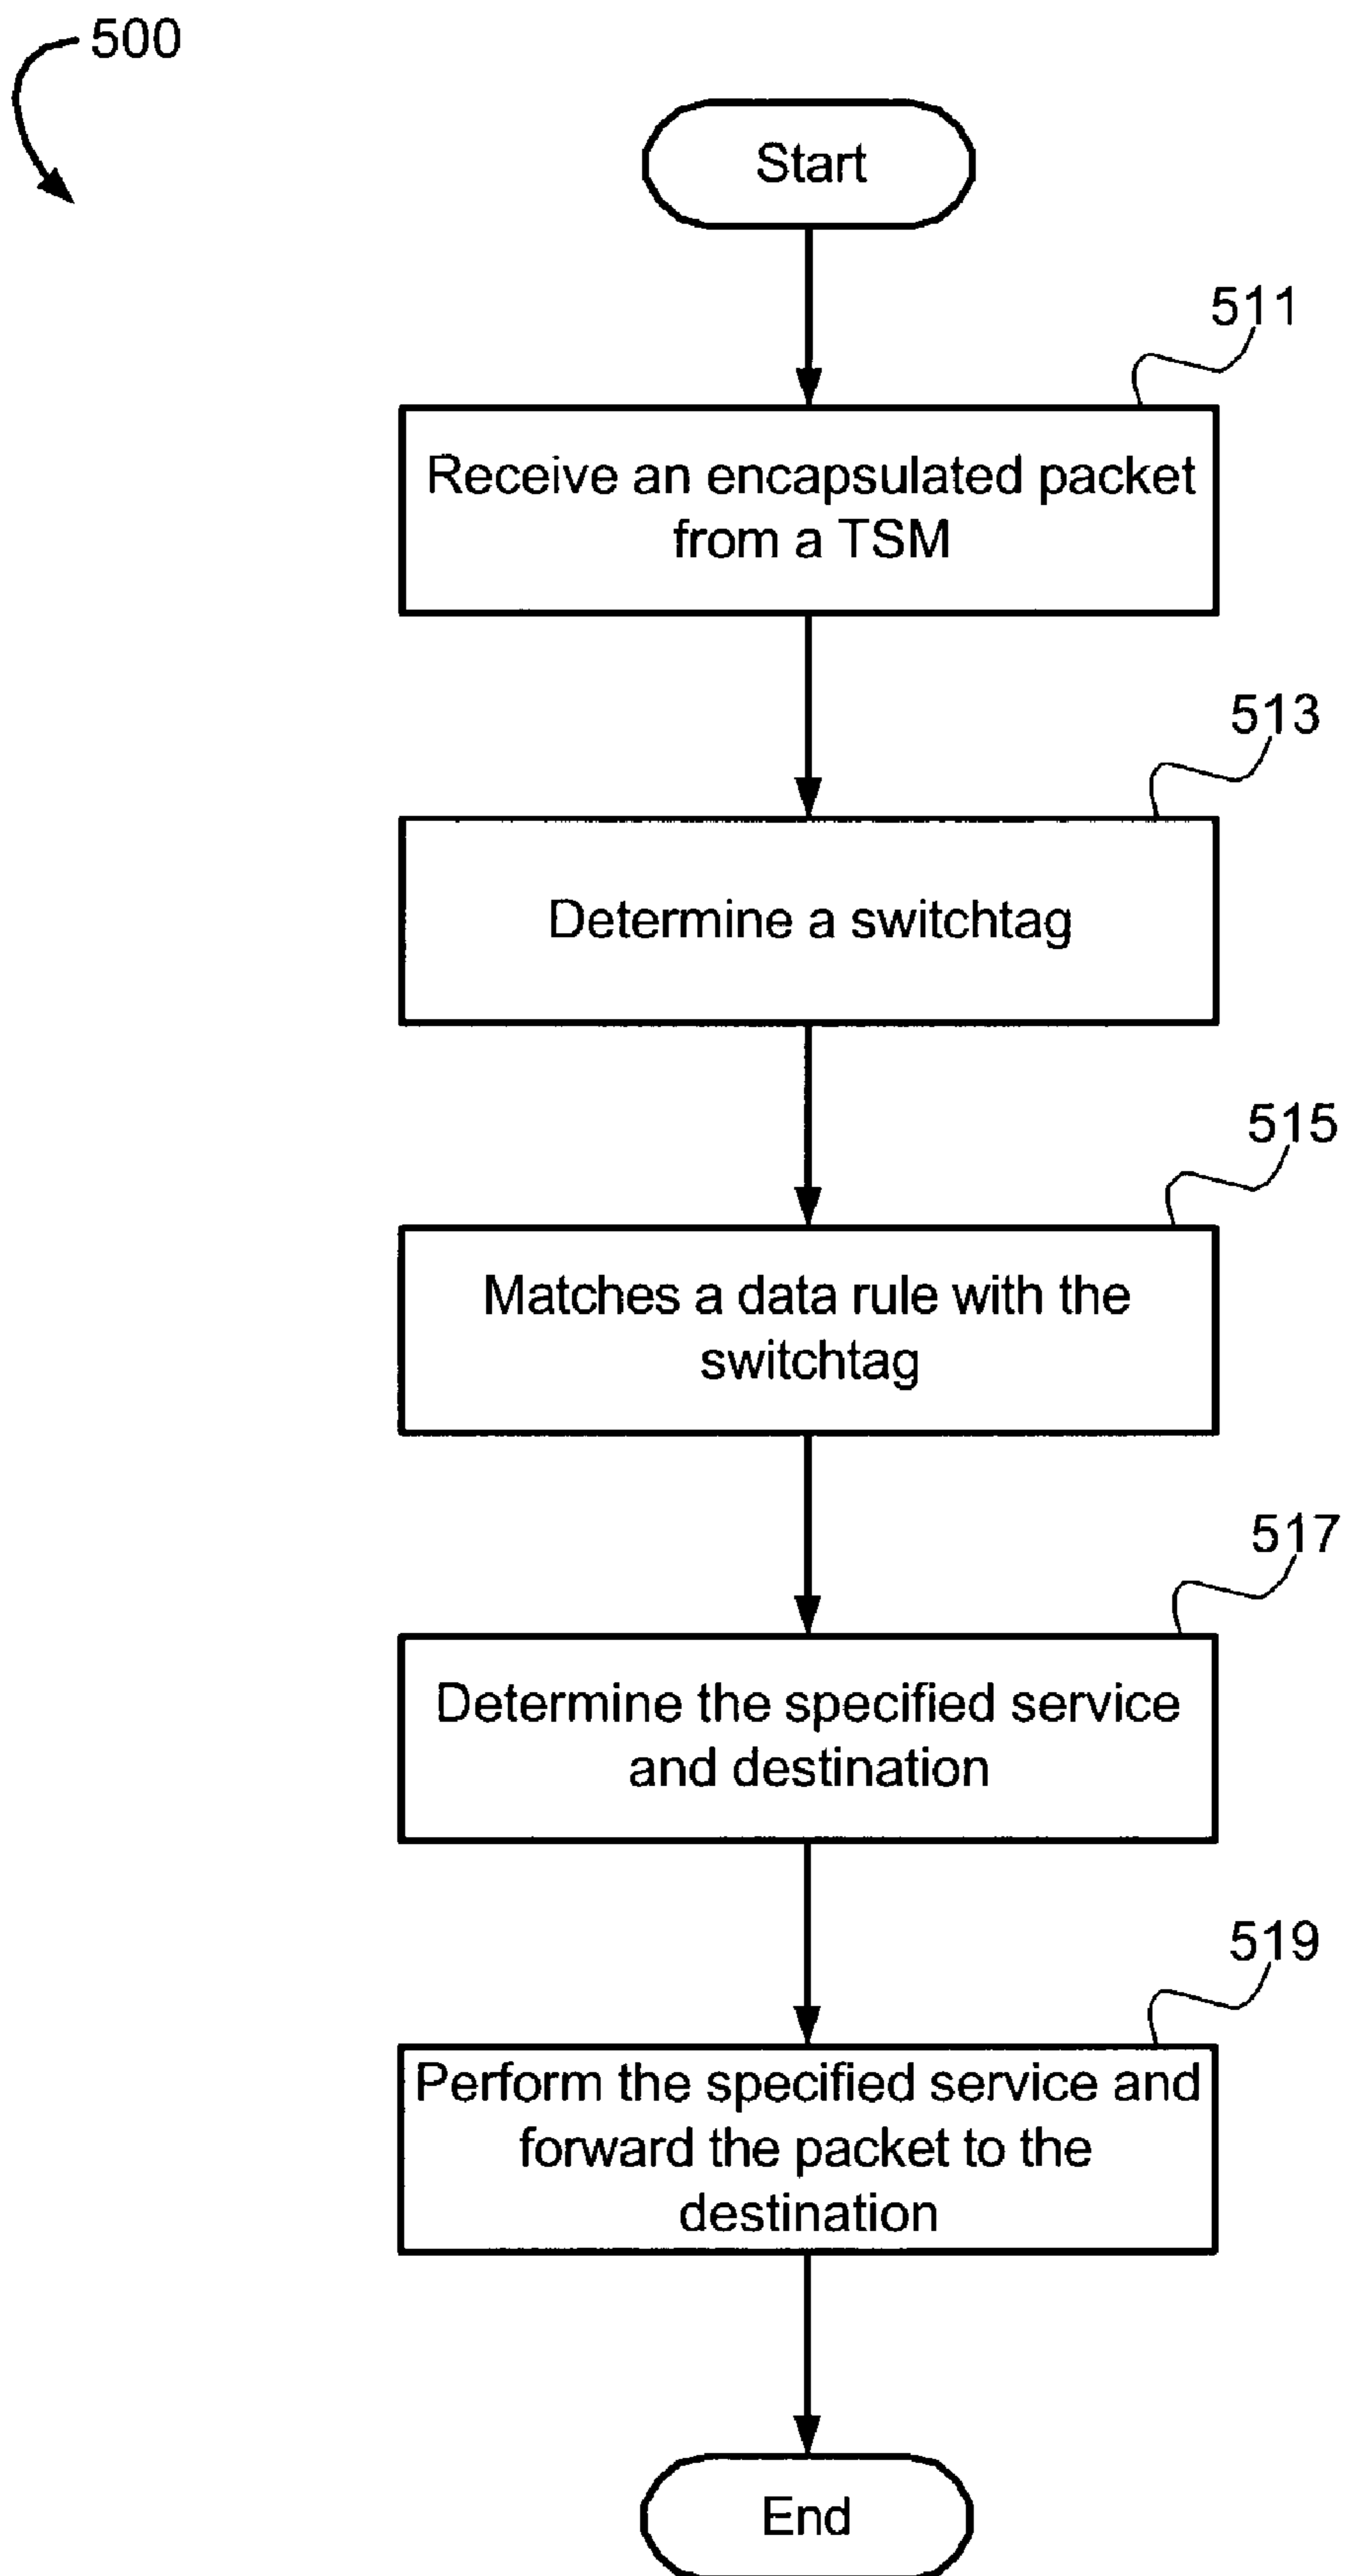 500
Start
511
Receive an encapsulated packet
from a TSM
513
Determine a switchtag
515
Matches a data rule with the
switchtag
517
Determine the specified service
and destination
519
Perform the specified service and
forward the packet to the
destination
End